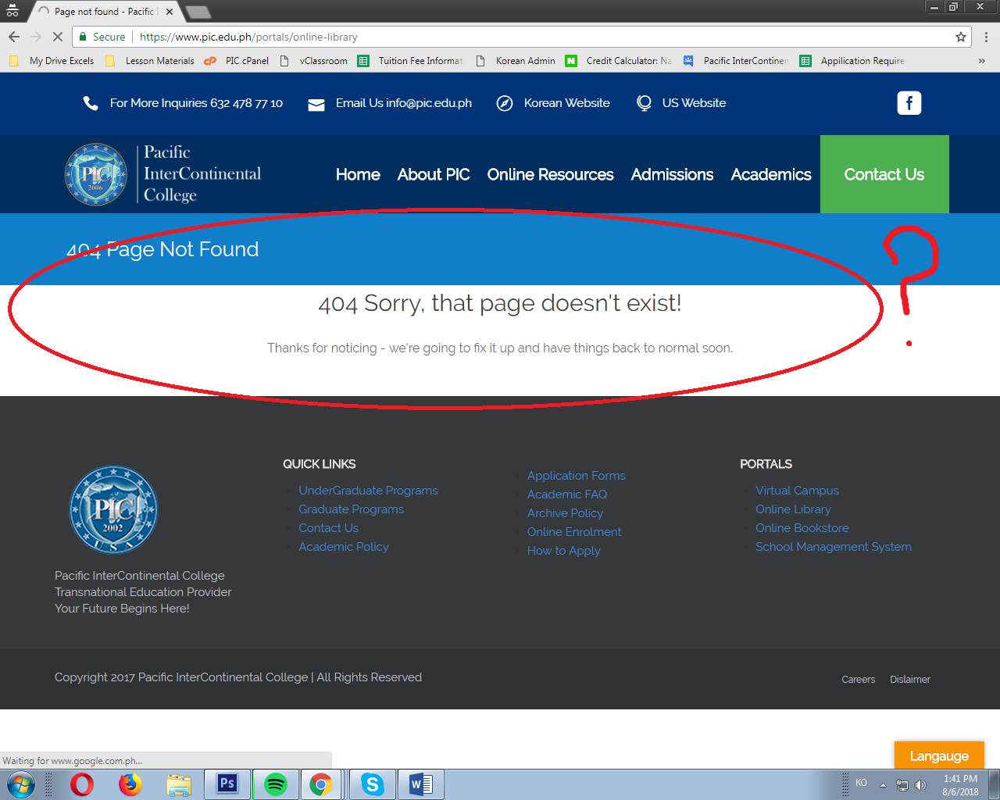 Page not found - Pacific I
Secure https://www.pic.edu.ph/portals/online-library
My Drive Excels Lesson Materials PIC cPanel vClassroom Tuition Fee Informat Korean Admin Credit Calculator: Na Pacific InterContinen Appilication Require
For More Inquiries 632 478 77 10 Email Us info@pic.edu.ph Korean Website US Website
PIC
2006
Pacific
InterContinental
College
Home About PIC Online Resources Admissions Academics Contact Us
404 Page Not Found
?
404 Sorry, that page doesn't exist!
Thanks for noticing - we're going to fix it up and have things back to normal soon.
PIC
2002
USA
Pacific InterContinental College
Transnational Education Provider
Your Future Begins Here!
QUICK LINKS
UnderGraduate Programs
Graduate Programs
Contact Us
Academic Policy
Application Forms
Academic FAQ
Archive Policy
Online Enrolment
How to Apply
PORTALS
Virtual Campus
Online Library
Online Bookstore
School Management System
Copyright 2017 Pacific InterContinental College | All Rights Reserved
Careers Dislaimer
Langauge
Waiting for www.google.com.ph...
Ps
KO
1:41 PM
8/6/2018